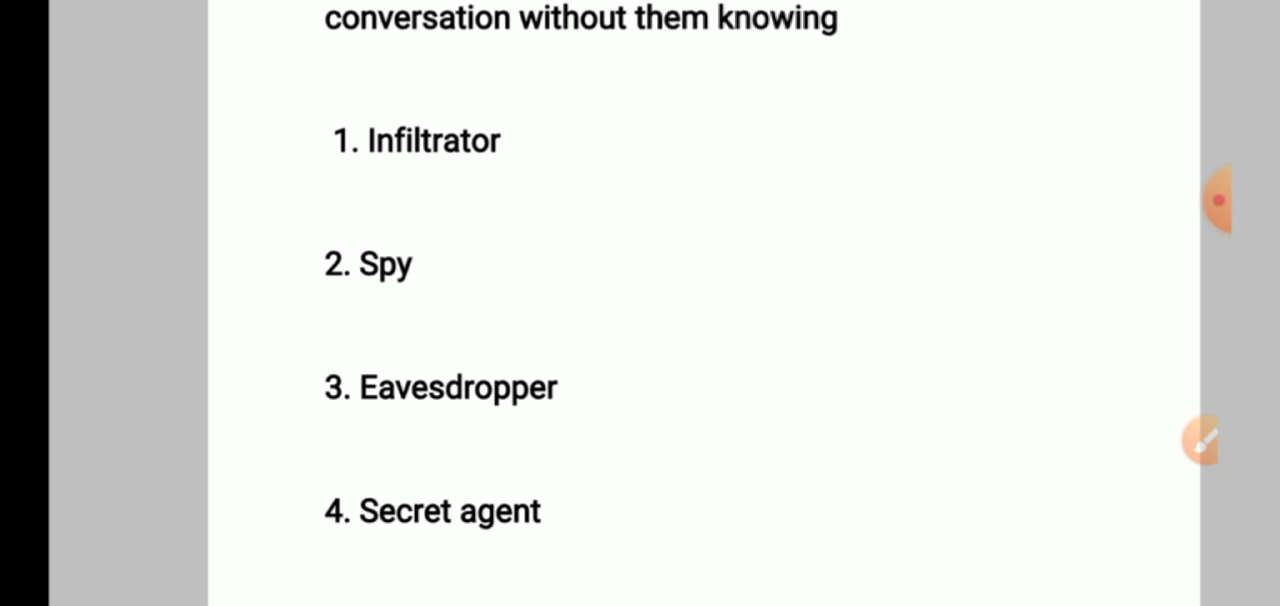 conversation without them knowing
1. Infiltrator
2. Spy
3. Eavesdropper
4. Secret agent